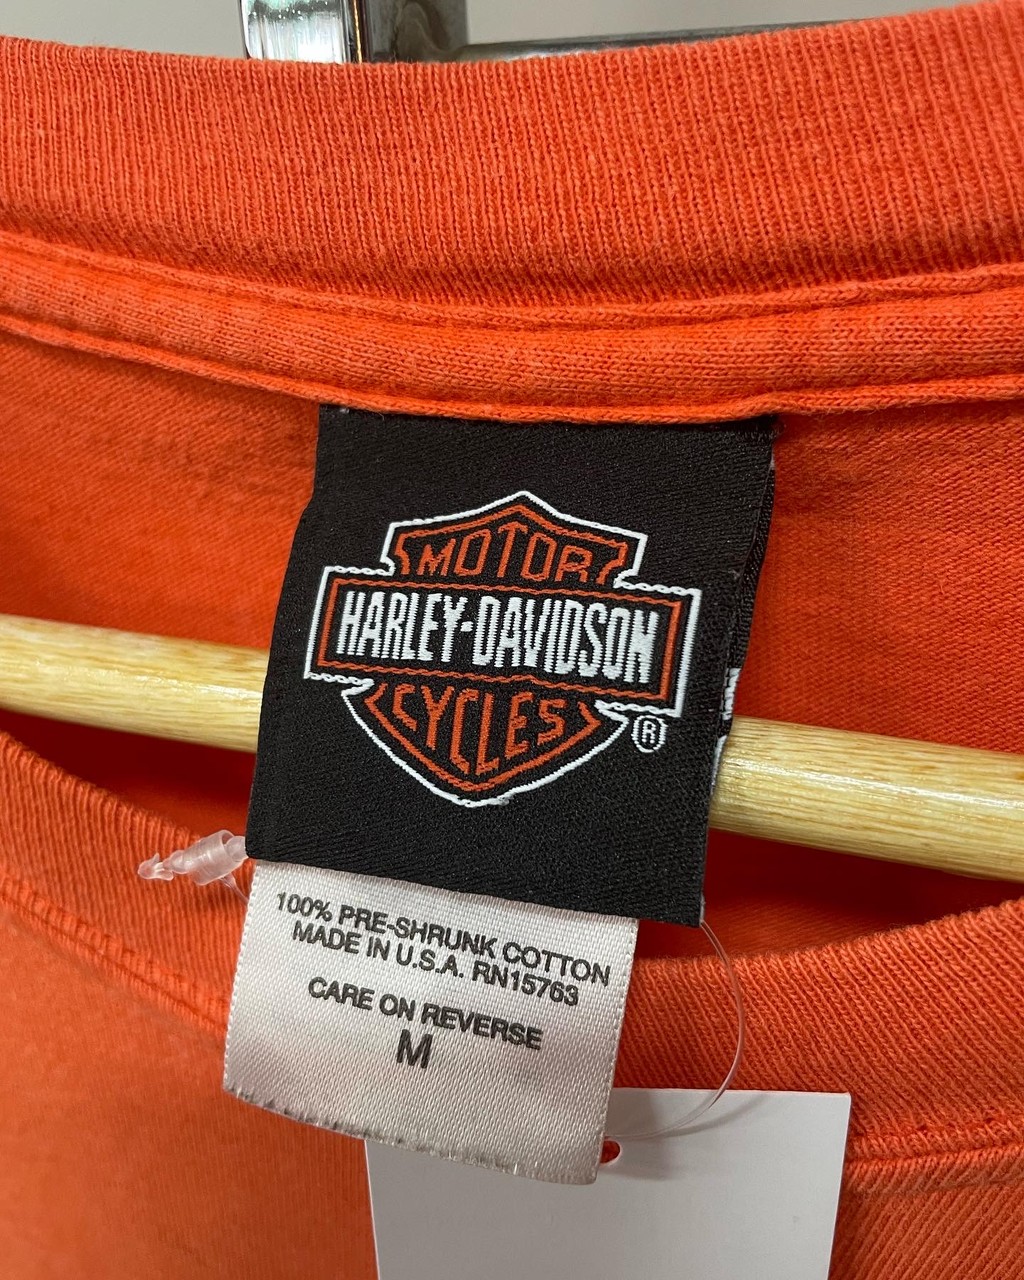 MOTOR
HARLEY-DAVIDSON
CYCLES
®
100% PRE-SHRUNK COTTON
MADE IN U.S.A. RN15763
CARE ON REVERSE
M